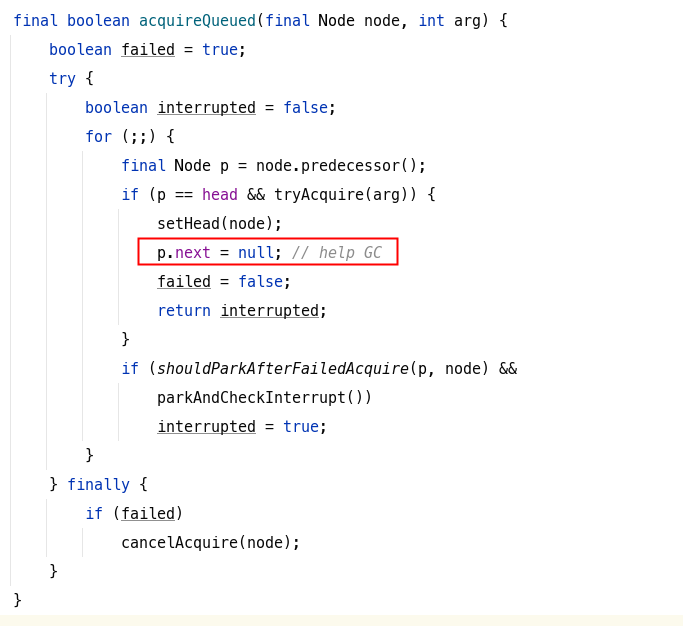 final boolean acquireQueued(final Node node, int arg) {
    boolean failed = true;
    try {
        boolean interrupted = false;
        for (;;) {
            final Node p = node.predecessor();
            if (p == head && tryAcquire(arg)) {
                setHead(node);
                p.next = null; // help GC
                failed = false;
                return interrupted;
            }
            if (shouldParkAfterFailedAcquire(p, node) &&
                parkAndCheckInterrupt())
                interrupted = true;
        }
    } finally {
        if (failed)
            cancelAcquire(node);
    }
}